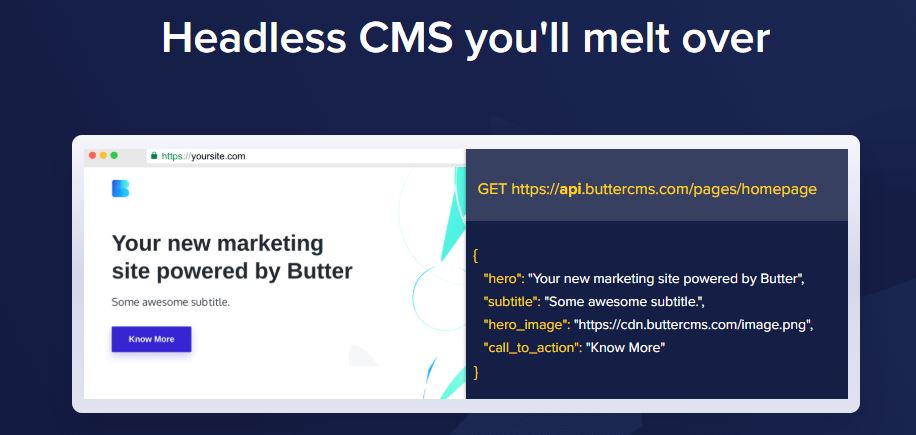 Headless CMS you'll melt over
https://yoursite.com
Your new marketing
site powered by Butter
Some awesome subtitle.
Know More
GET https://api.buttercms.com/pages/homepage
{
"hero": "Your new marketing site powered by Butter",
"subtitle": "Some awesome subtitle.",
"hero_image": "https://cdn.buttercms.com/image.png",
"call_to_action": "Know More"
}